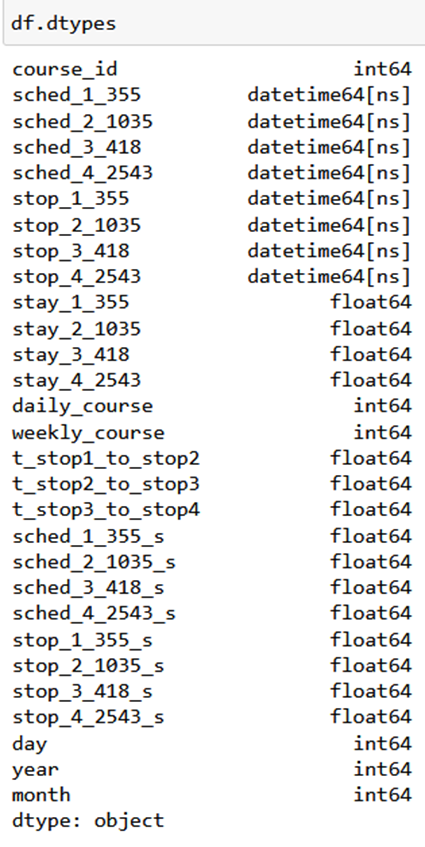 df.dtypes
course_id int64
sched_1_355 datetime64[ns]
sched_2_1035 datetime64[ns]
sched_3_418 datetime64[ns]
sched_4_2543 datetime64[ns]
stop_1_355 datetime64[ns]
stop_2_1035 datetime64[ns]
stop_3_418 datetime64[ns]
stop_4_2543 datetime64[ns]
stay_1_355 float64
stay_2_1035 float64
stay_3_418 float64
stay_4_2543 float64
daily_course int64
weekly_course int64
t_stop1_to_stop2 float64
t_stop2_to_stop3 float64
t_stop3_to_stop4 float64
sched_1_355_s float64
sched_2_1035_s float64
sched_3_418_s float64
sched_4_2543_s float64
stop_1_355_s float64
stop_2_1035_s float64
stop_3_418_s float64
stop_4_2543_s float64
day int64
year int64
month int64
dtype: object